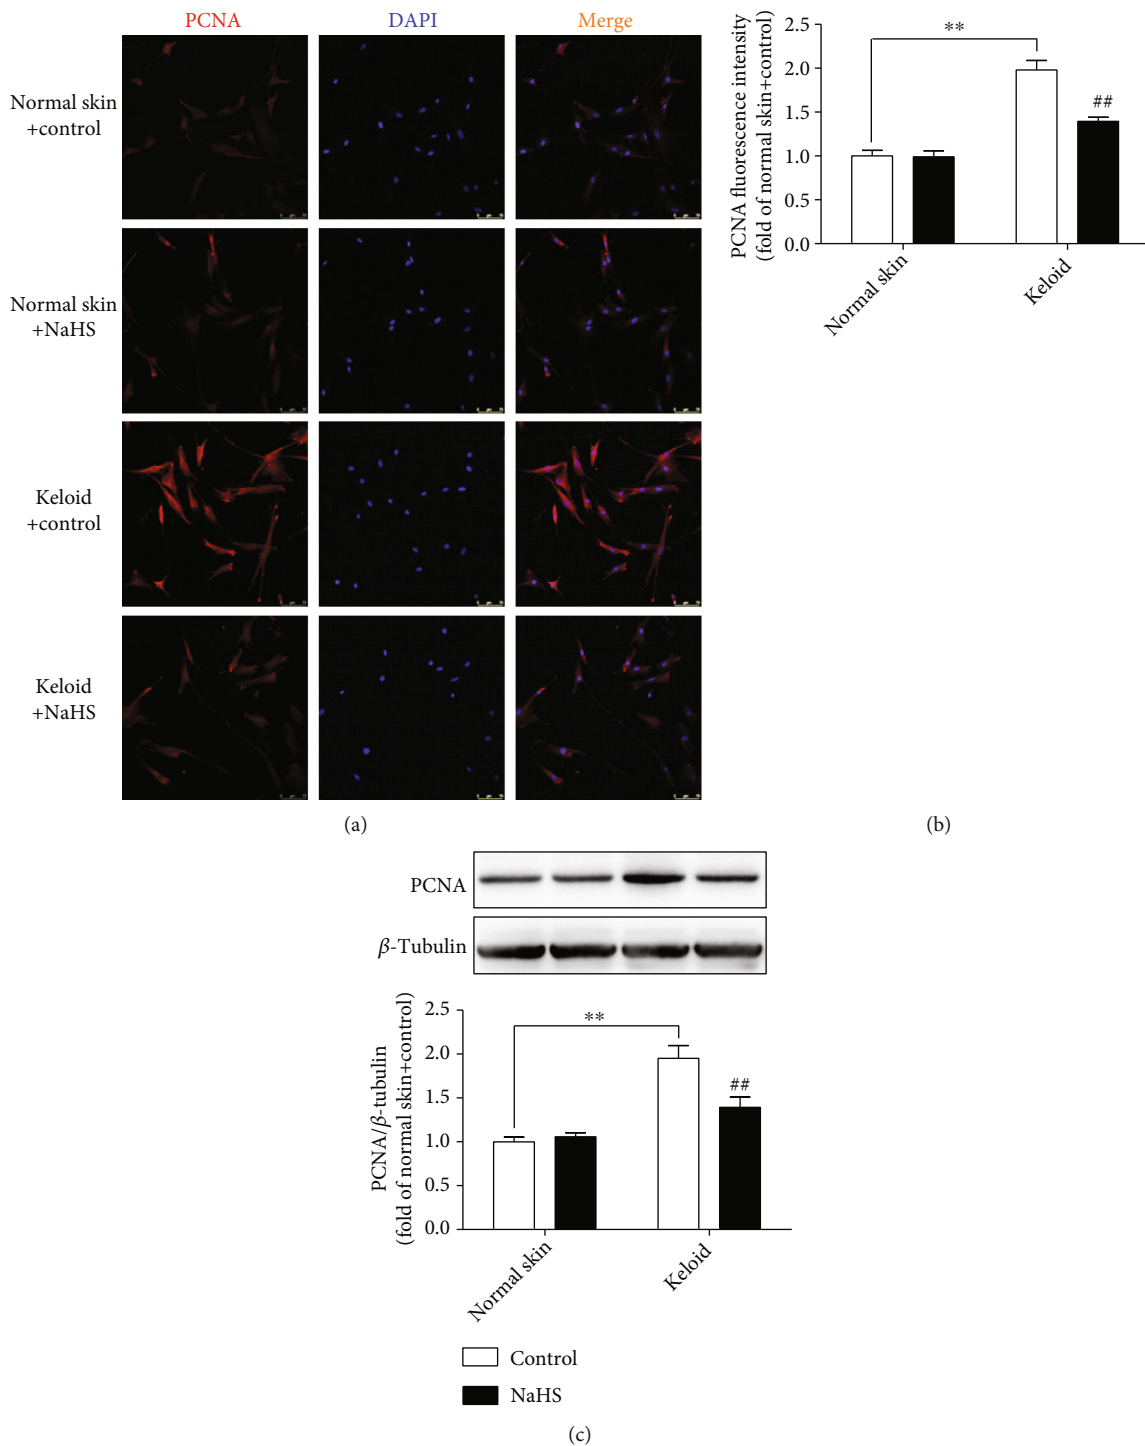 PCNA
DAPI
Merge
Normal skin
+control
Normal skin
+NaHS
Keloid
+control
Keloid
+NaHS
(a)
PCNA fluorescence intensity
(fold of normal skin+control)
2.5
2.0
1.5
1.0
0.5
0.0
**
##
Normal skin
Keloid
(b)
PCNA
β-Tubulin
PCNA/β-tubulin
(fold of normal skin+control)
2.5
2.0
1.5
1.0
0.5
0.0
**
##
Normal skin
Keloid
Control
NaHS
(c)